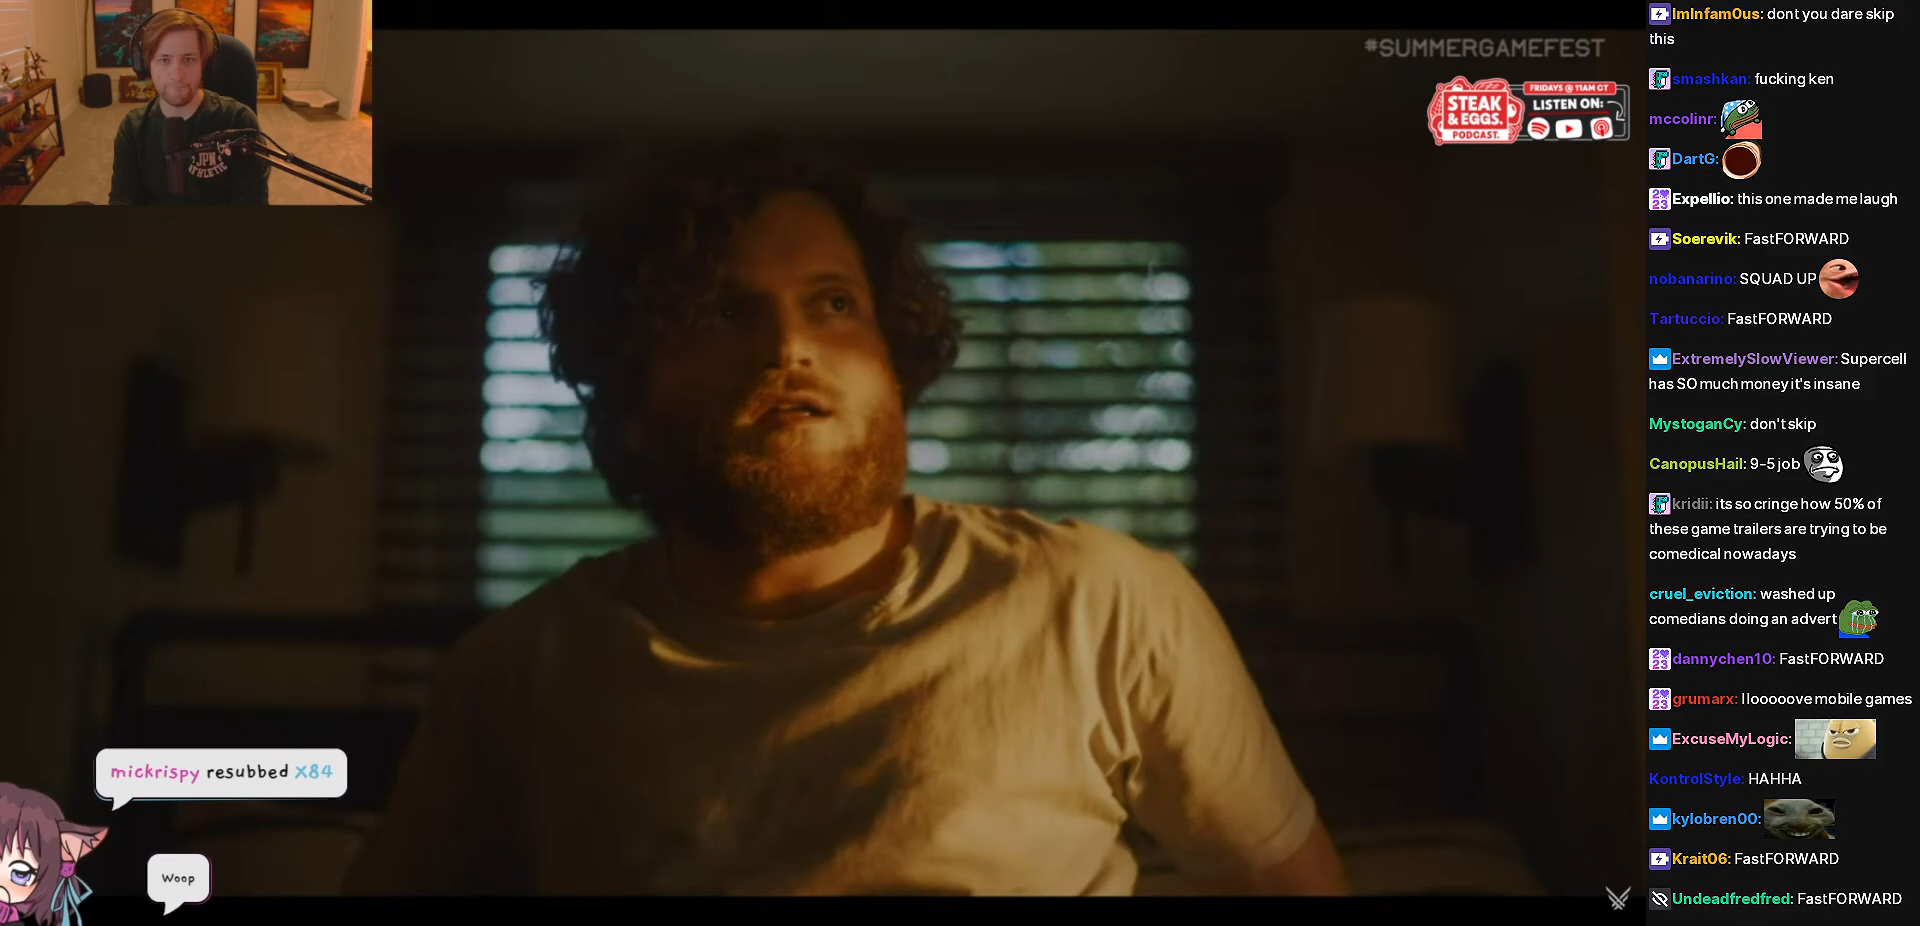 #SUMMERGAMEFEST
STEAK
& EGGS.
PODCAST.
FRIDAYS @ 11AM CT
LISTEN ON:
JPN
ATHLETIC
mickrispy resubbed X84
Woop
ImInfam0us: dont you dare skip
this
smashkan: fucking ken
mccolinr:
DartG:
Expellio: this one made me laugh
Soerevik: FastFORWARD
nobanarino: SQUAD UP
Tartuccio: FastFORWARD
ExtremelySlowViewer: Supercell
has SO much money it's insane
MystoganCy: don't skip
CanopusHail: 9-5 job
kridii: its so cringe how 50% of
these game trailers are trying to be
comedical nowadays
cruel_eviction: washed up
comedians doing an advert
dannychen10: FastFORWARD
grumarx: I looooove mobile games
ExcuseMyLogic:
KontrolStyle: HAHHA
kylobren00:
Krait06: FastFORWARD
Undeadfredfred: FastFORWARD